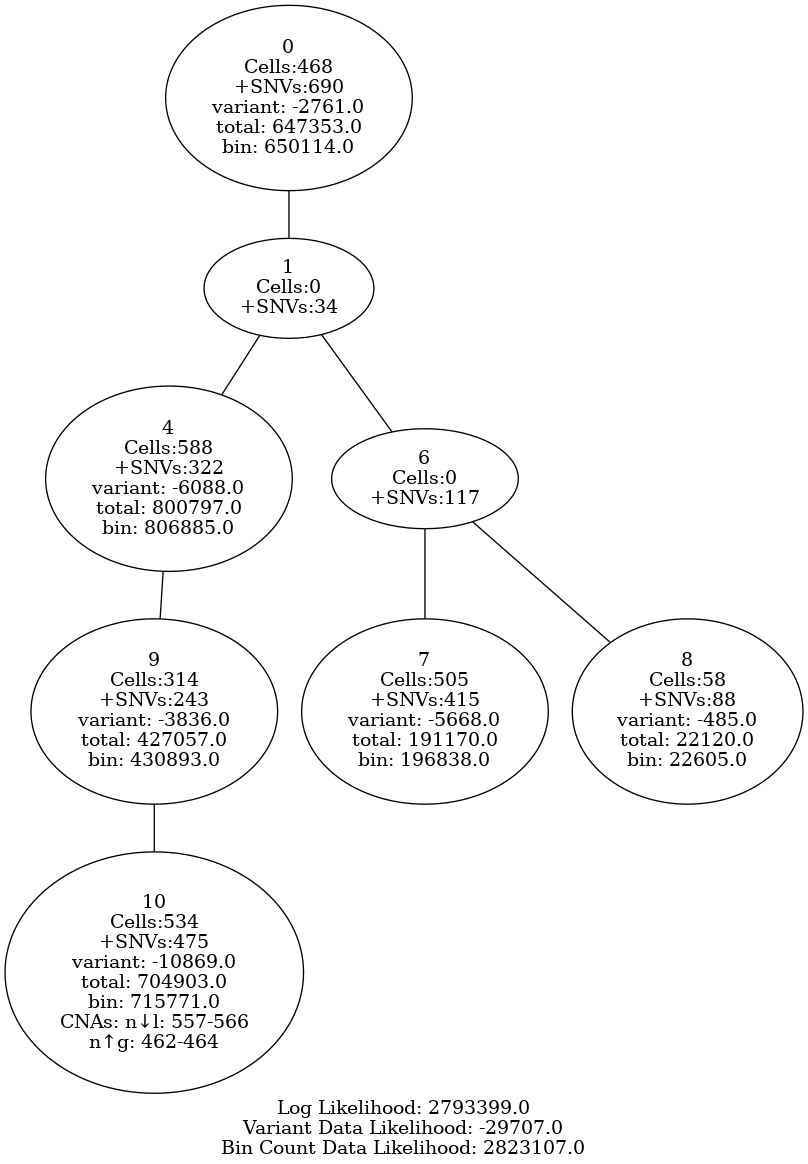 0
Cells:468
+SNVs:690
variant: -2761.0
total: 647353.0
bin: 650114.0
1
Cells:0
+SNVs:34
4
Cells:588
+SNVs:322
variant: -6088.0
total: 800797.0
bin: 806885.0
6
Cells:0
+SNVs:117
9
Cells:314
+SNVs:243
variant: -3836.0
total: 427057.0
bin: 430893.0
7
Cells:505
+SNVs:415
variant: -5668.0
total: 191170.0
bin: 196838.0
8
Cells:58
+SNVs:88
variant: -485.0
total: 22120.0
bin: 22605.0
10
Cells:534
+SNVs:475
variant: -10869.0
total: 704903.0
bin: 715771.0
CNAs: n↓l: 557-566
n↑g: 462-464
Log Likelihood: 2793399.0
Variant Data Likelihood: -29707.0
Bin Count Data Likelihood: 2823107.0